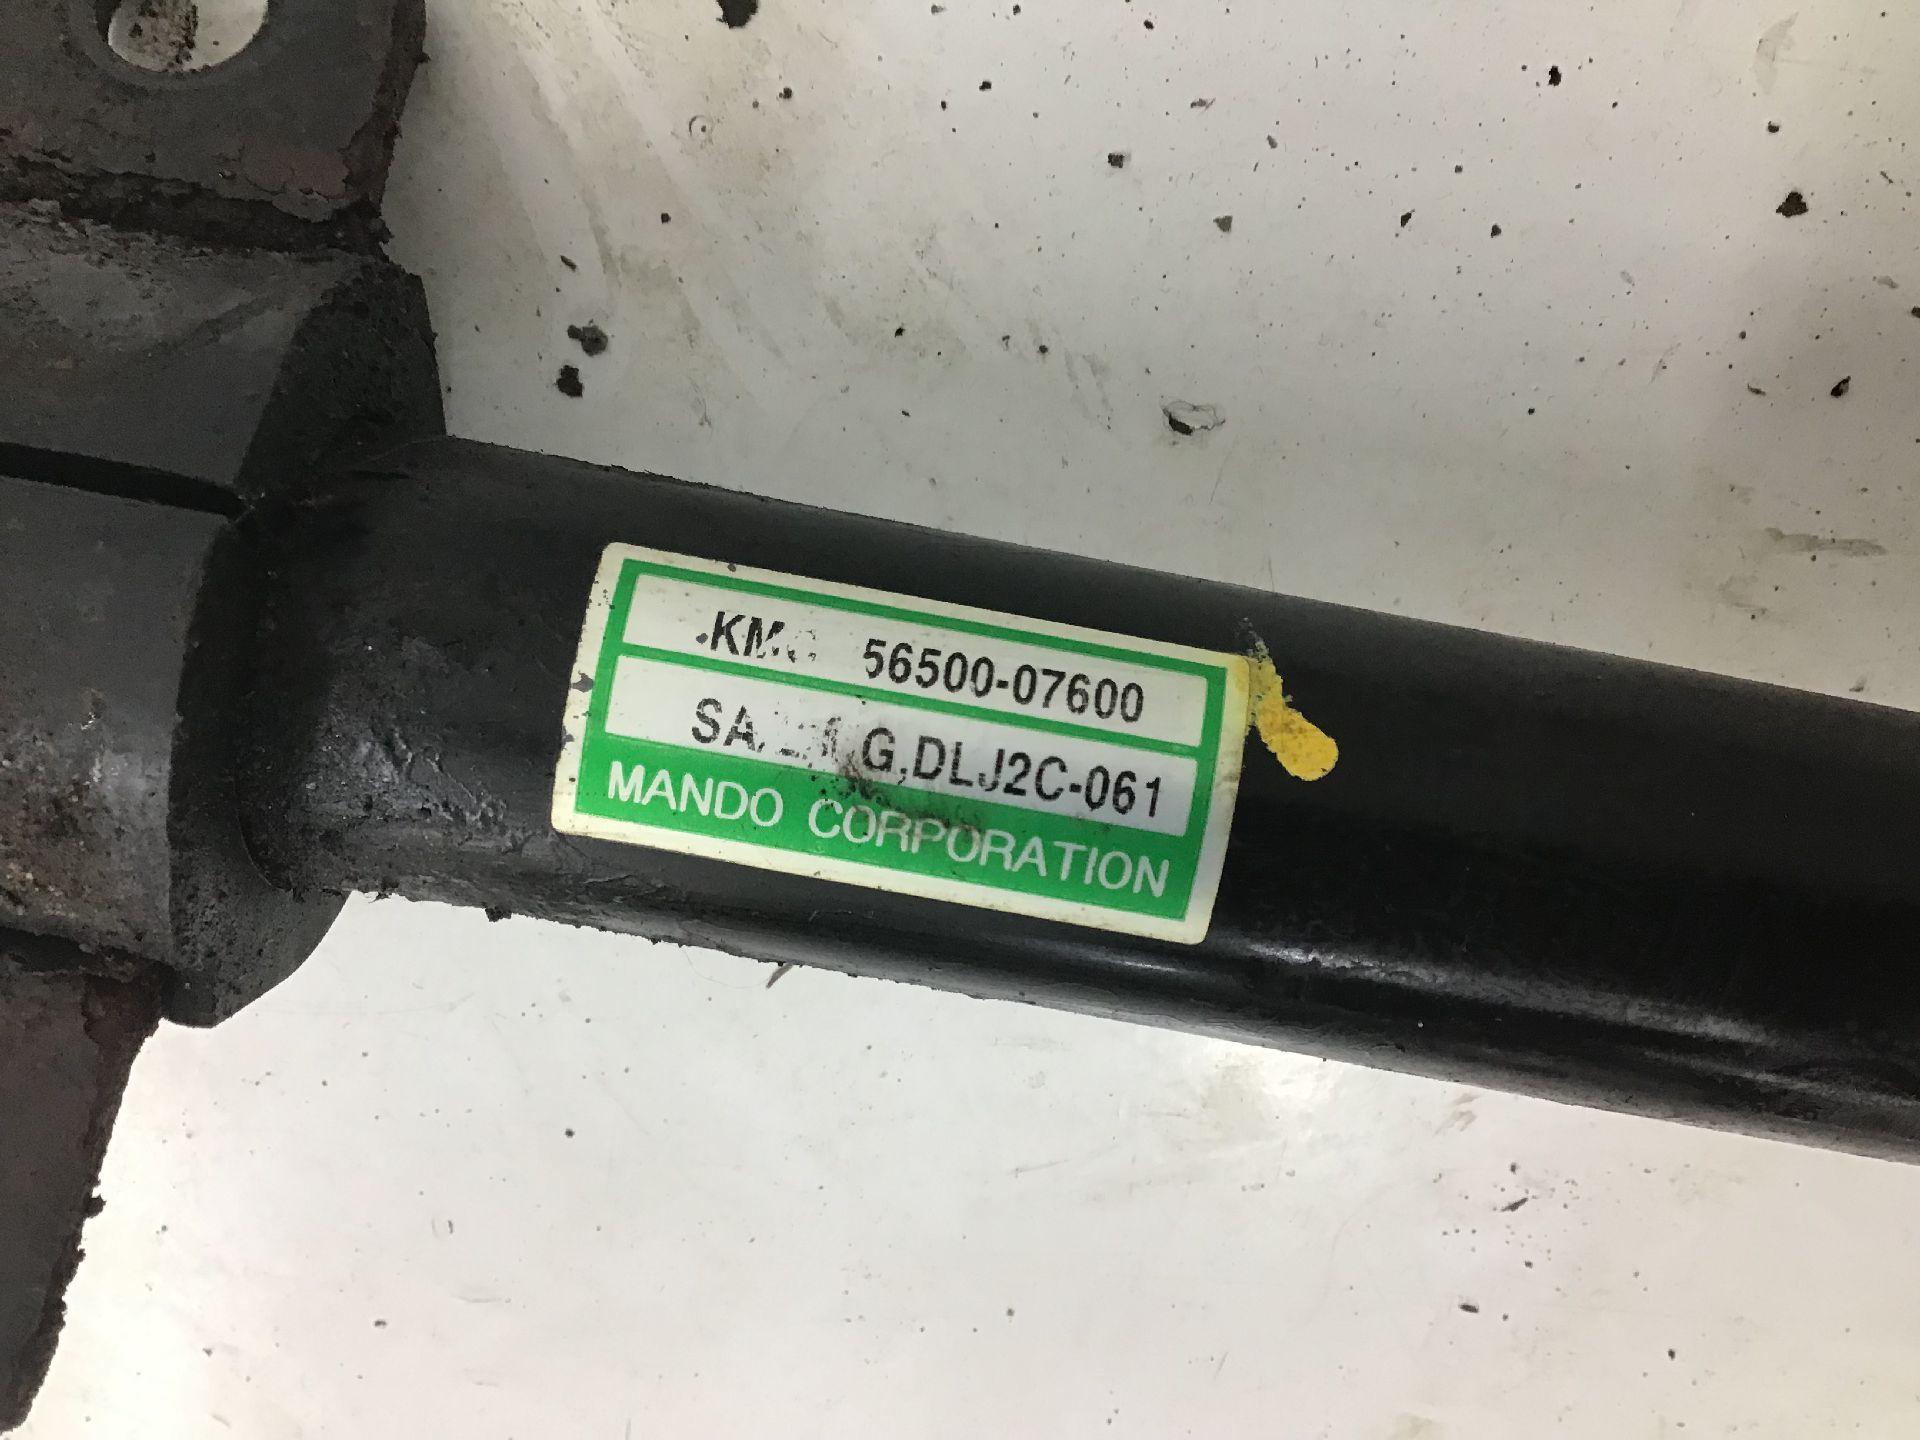 56500-07600
G,DLJ2C-061
MANDO CORPORATION